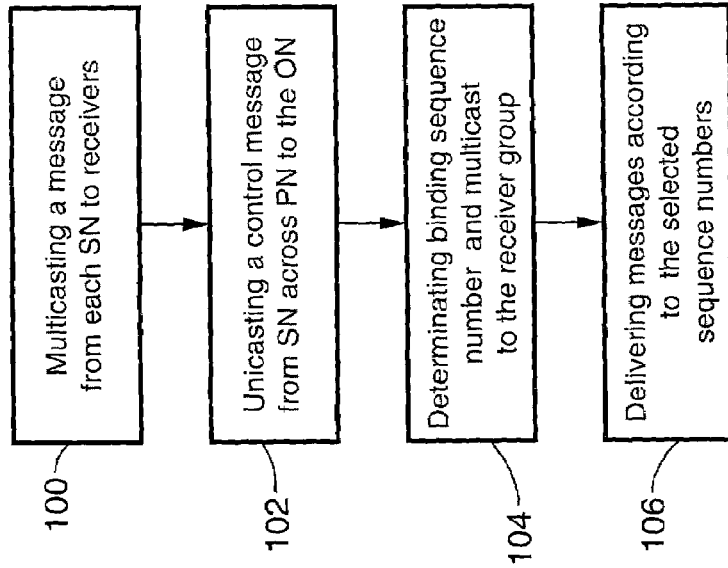 Multicasting a message
from each SN to receivers
100
Unicasting a control message
from SN across PN to the ON
102
Determinating binding sequence
number and multicast
to the receiver group
104
Delivering messages according
to the selected
sequence numbers
106